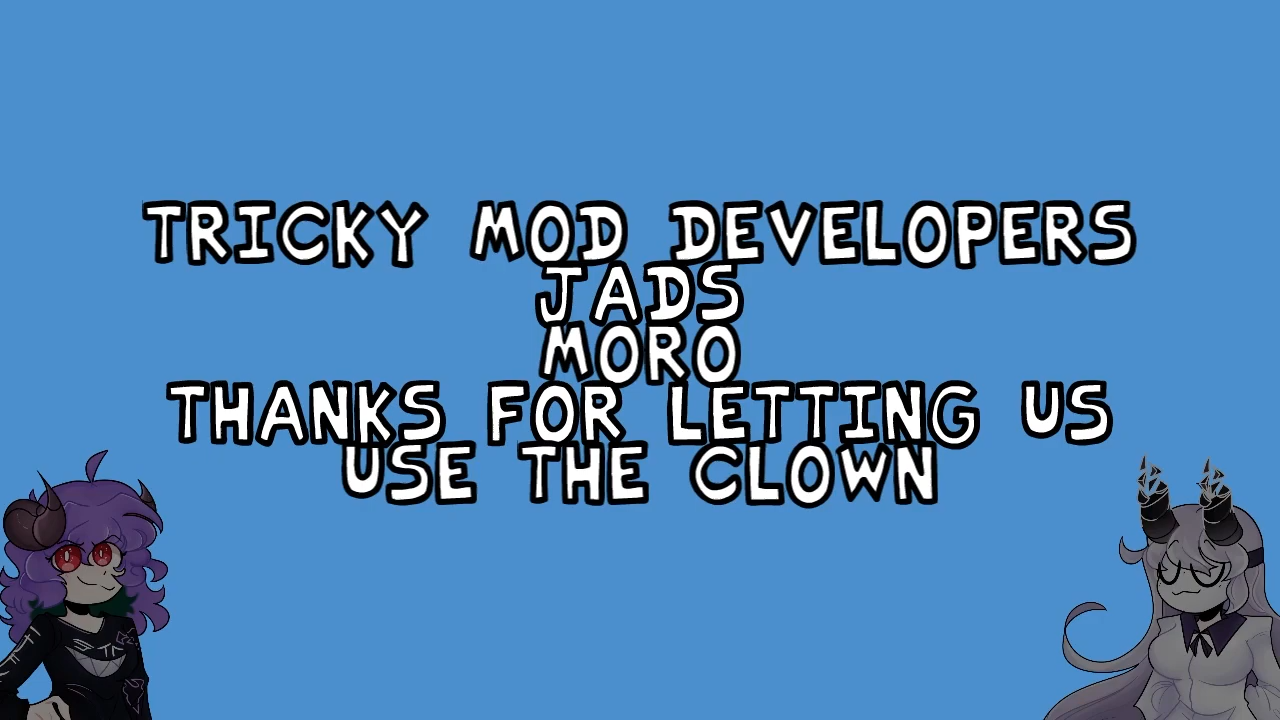 TRICKY MOD DEVELOPERS
JADS
MORO
THANKS FOR LETTING US
USE THE CLOWN